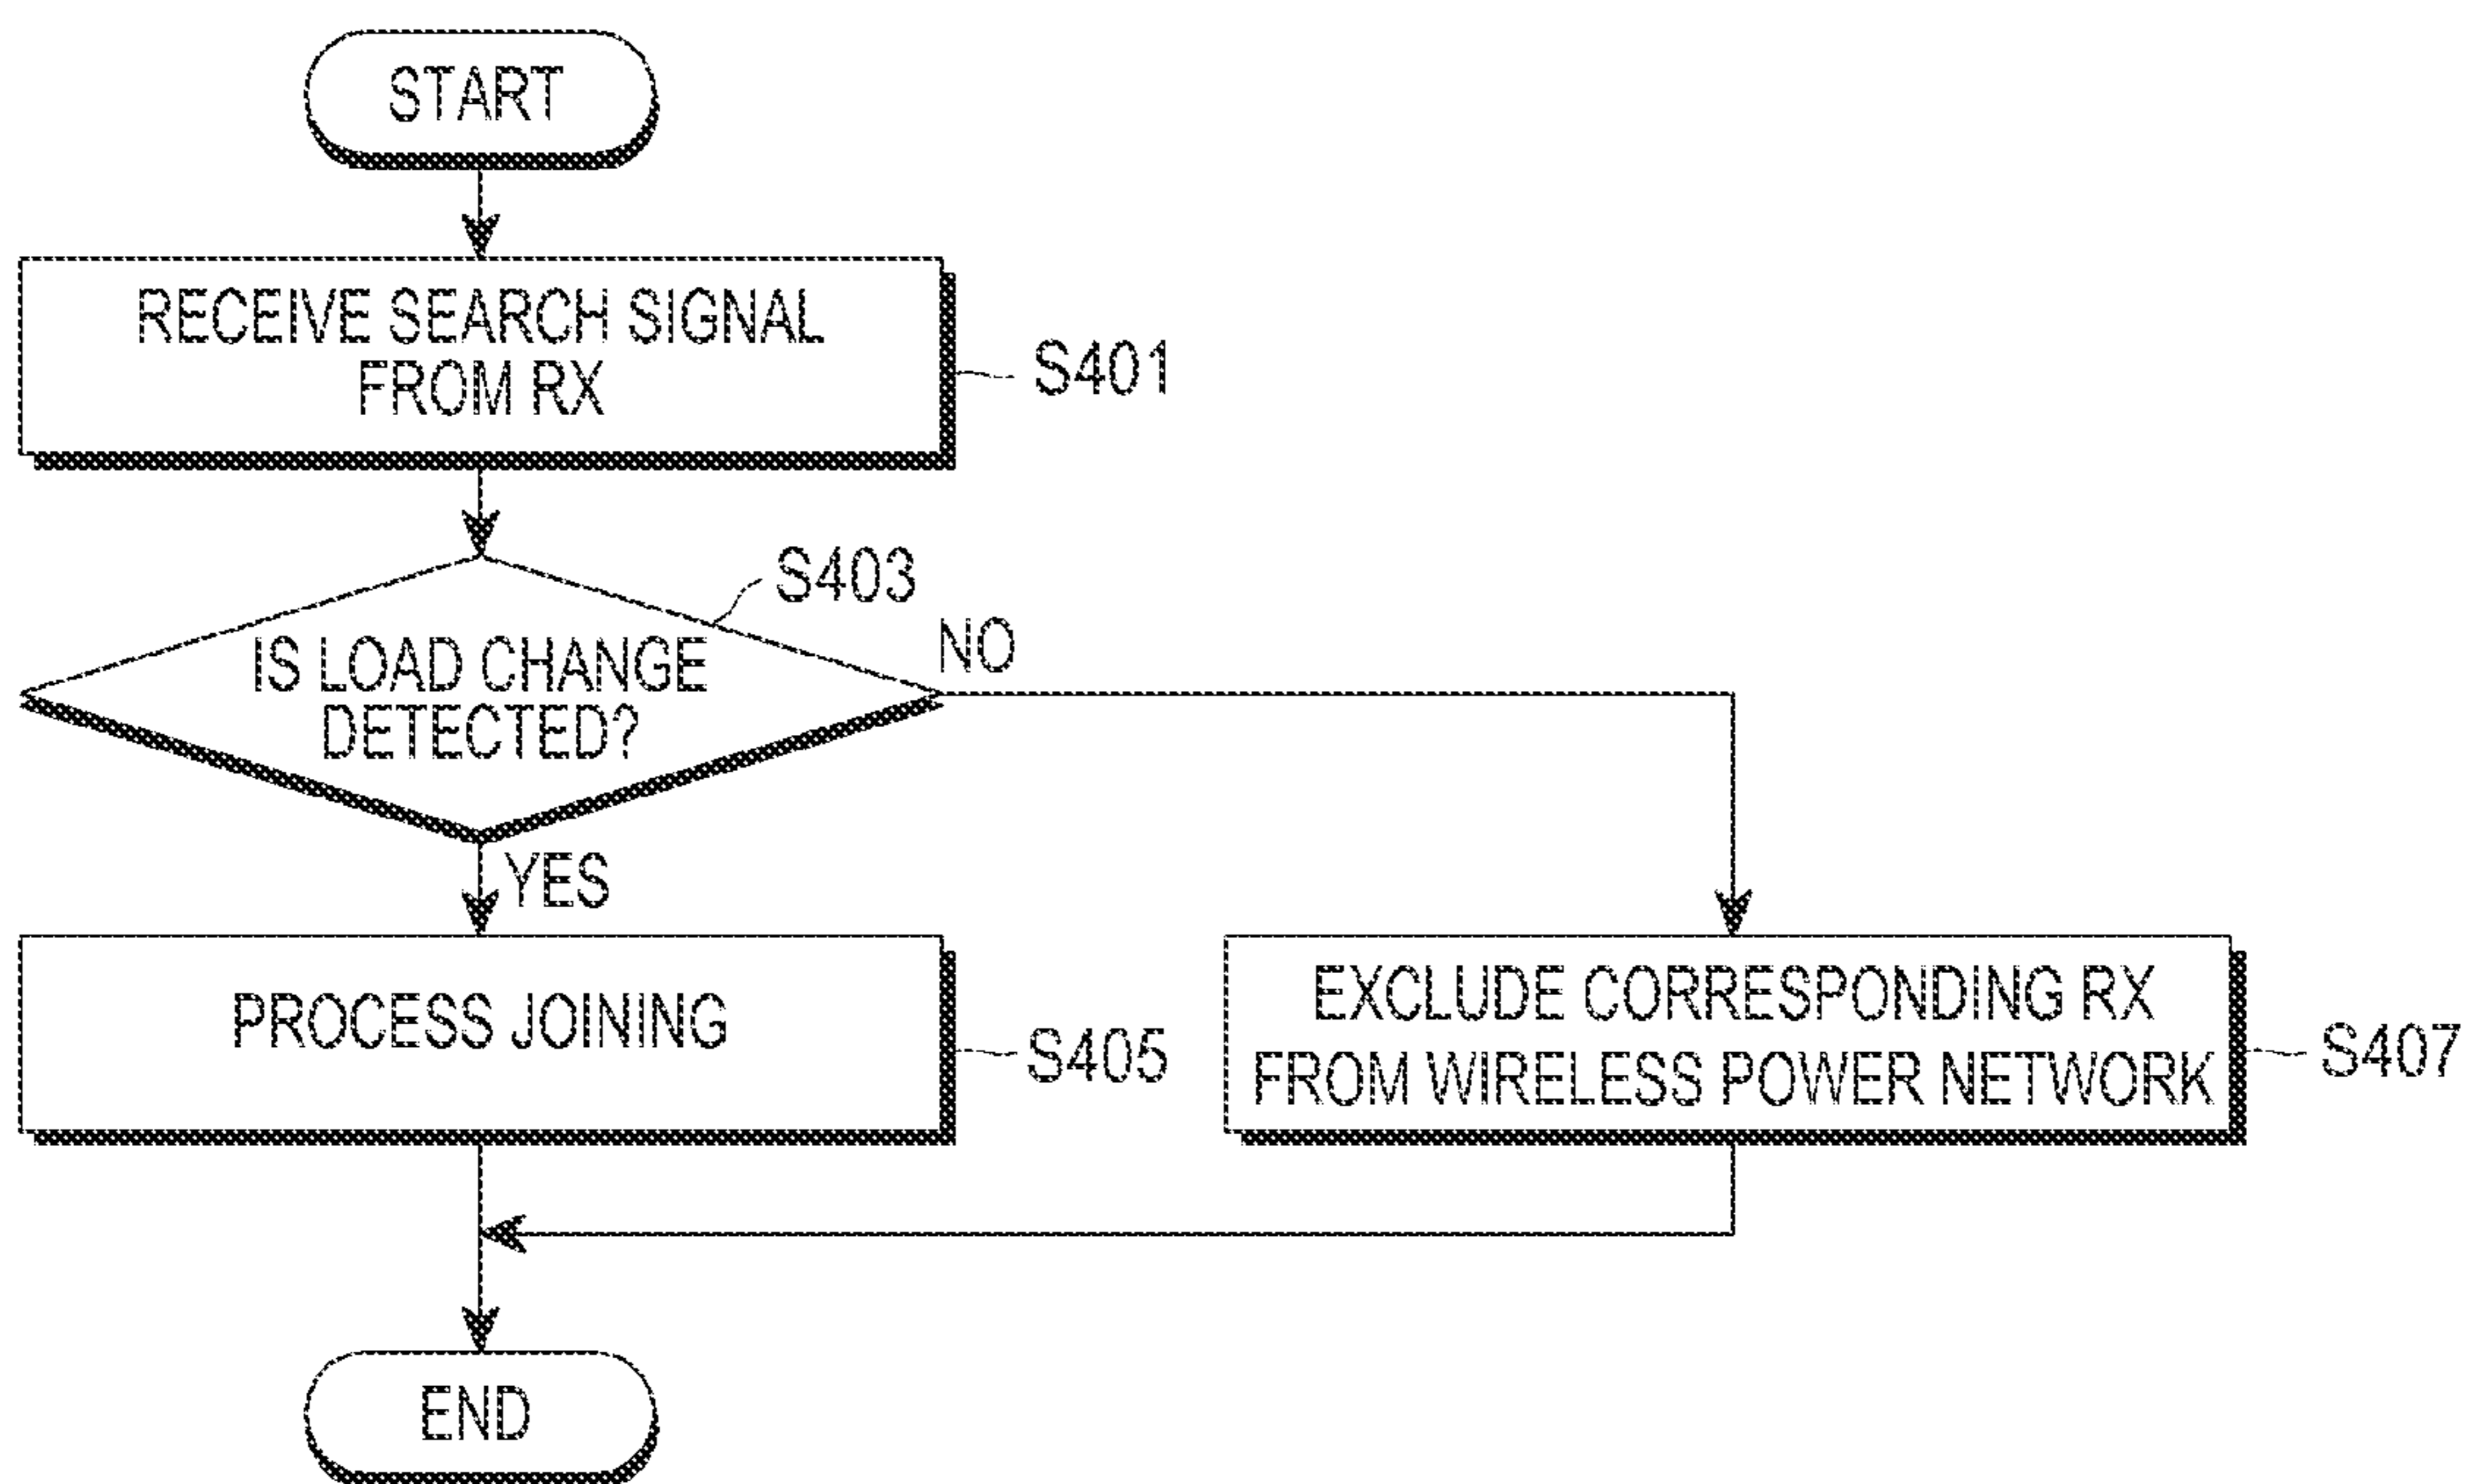 START
RECEIVE SEARCH SIGNAL
FROM RX
S401
S403
IS LOAD CHANGE
DETECTED?
NO
YES
PROCESS JOINING
S405
EXCLUDE CORRESPONDING RX
FROM WIRELESS POWER NETWORK
S407
END